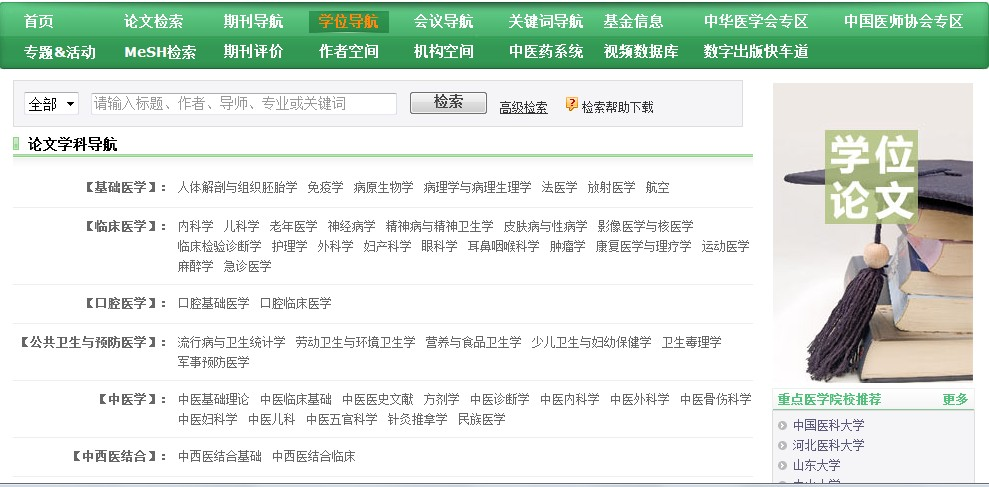 首页 论文检索 期刊导航 学位导航 会议导航 关键词导航 基金信息 中华医学会专区 中国医师协会专区
专题&活动 MeSH检索 期刊评价 作者空间 机构空间 中医药系统 视频数据库 数字出版快车道
全部 请输入标题、作者、导师、专业或关键词 检索 高级检索 检索帮助下载
论文学科导航
【基础医学】： 人体解剖与组织胚胎学 免疫学 病原生物学 病理学与病理生理学 法医学 放射医学 航空
【临床医学】： 内科学 儿科学 老年医学 神经病学 精神病与精神卫生学 皮肤病与性病学 影像医学与核医学
临床检验诊断学 护理学 外科学 妇产科学 眼科学 耳鼻咽喉科学 肿瘤学 康复医学与理疗学 运动医学
麻醉学 急诊医学
【口腔医学】： 口腔基础医学 口腔临床医学
【公共卫生与预防医学】： 流行病与卫生统计学 劳动卫生与环境卫生学 营养与食品卫生学 少儿卫生与妇幼保健学 卫生毒理学
军事预防医学
【中医学】： 中医基础理论 中医临床基础 中医医史文献 方剂学 中医诊断学 中医内科学 中医外科学 中医骨伤科学
中医妇科学 中医儿科 中医五官科学 针灸推拿学 民族医学
【中西医结合】： 中西医结合基础 中西医结合临床
学位
论文
重点医学院校推荐 更多
中国医科大学
河北医科大学
山东大学